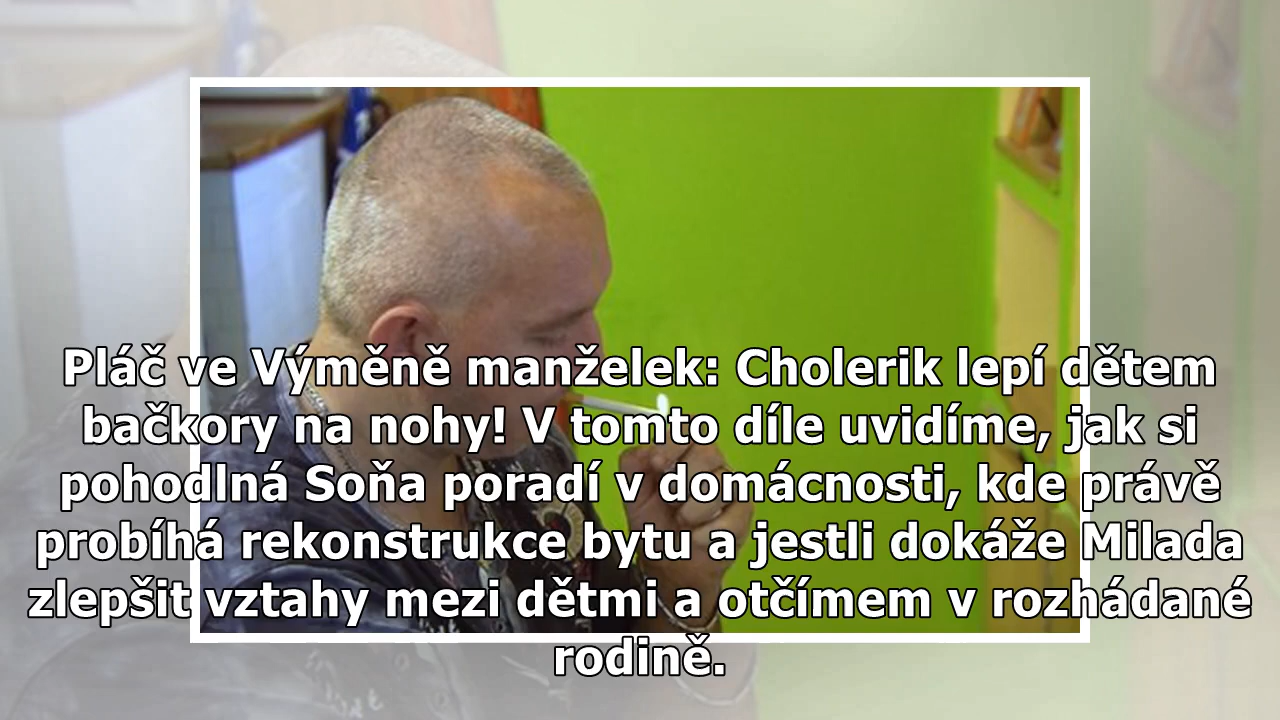 Pláč ve Výměně manželek: Cholerik lepí dětem
bačkory na nohy! V tomto díle uvidíme, jak si
pohodlná Soňa poradí v domácnosti, kde právě
probíhá rekonstrukce bytu a jestli dokáže Milada
zlepšit vztahy mezi dětmi a otčímem v rozhádané
rodině.